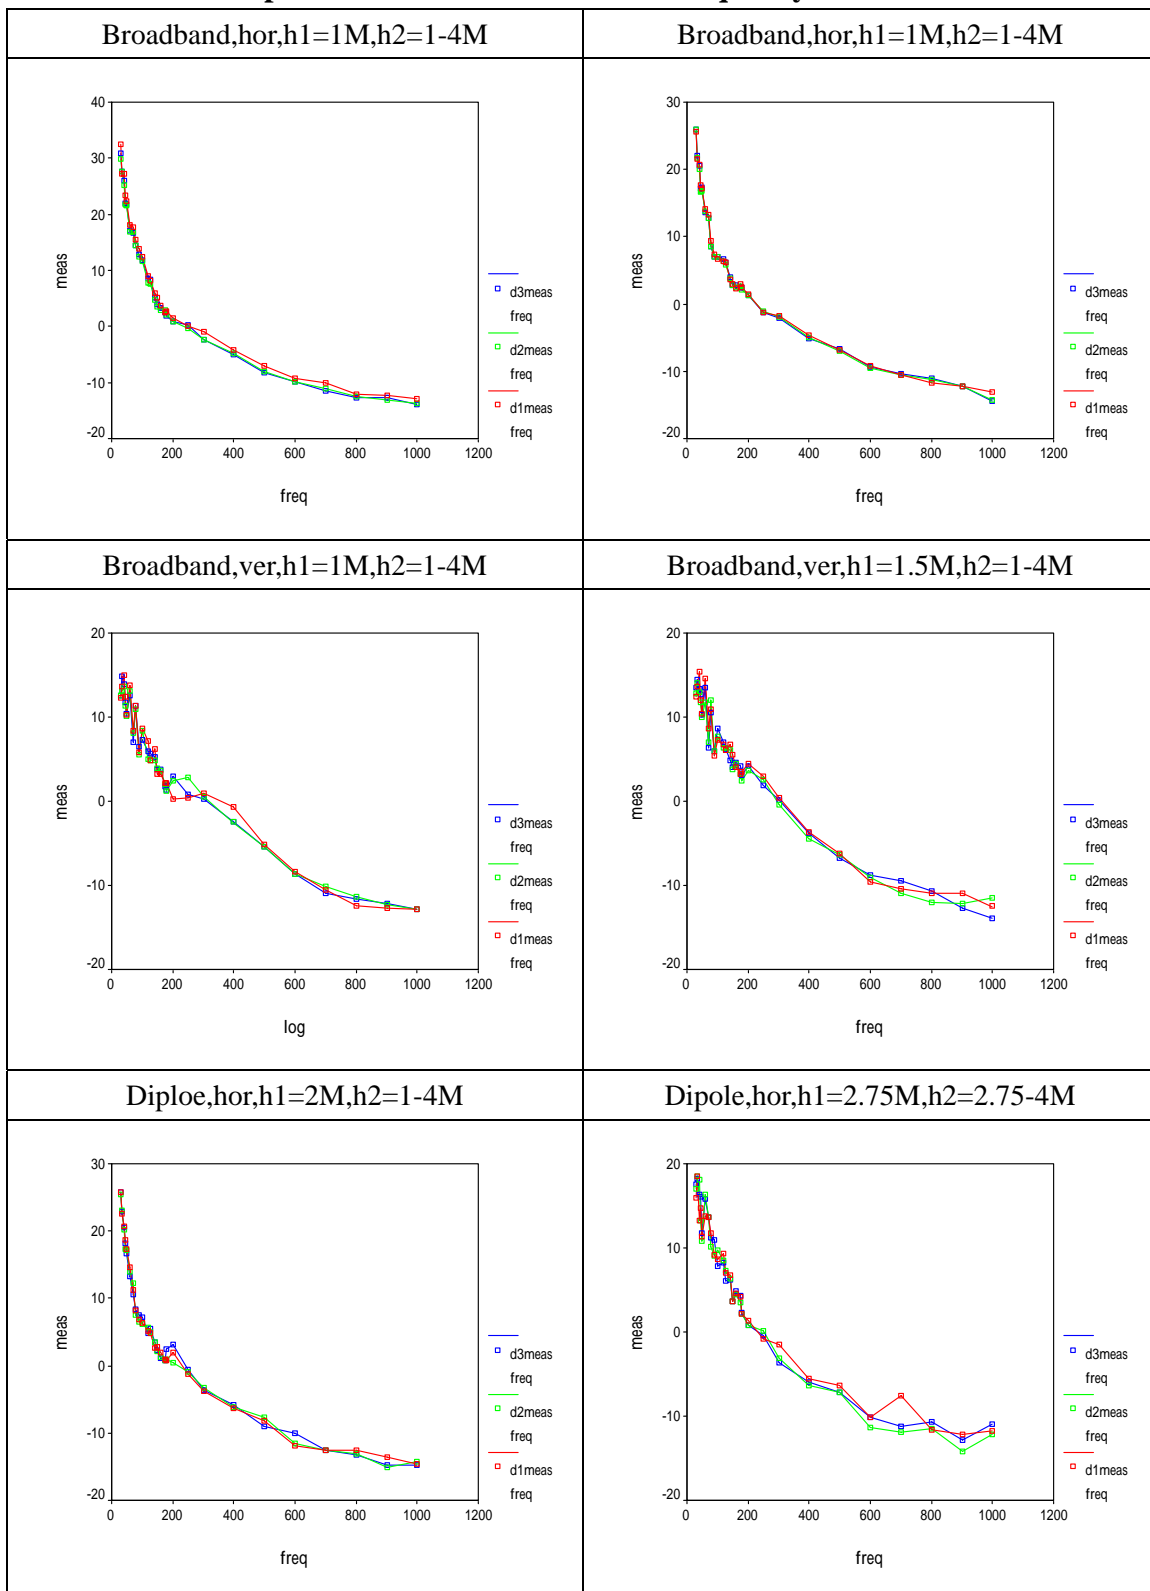 Broadband,hor,h1=1M,h2=1-4M
Broadband,hor,h1=1M,h2=1-4M
40
30
20
10
0
-10
-20
meas
0 200 400 600 800 1000 1200
freq
d3meas
freq
d2meas
freq
d1meas
freq
30
20
10
0
-10
-20
meas
0 200 400 600 800 1000 1200
freq
d3meas
freq
d2meas
freq
d1meas
freq
Broadband,ver,h1=1M,h2=1-4M
Broadband,ver,h1=1.5M,h2=1-4M
20
10
0
-10
-20
meas
0 200 400 600 800 1000 1200
log
d3meas
freq
d2meas
freq
d1meas
freq
20
10
0
-10
-20
meas
0 200 400 600 800 1000 1200
freq
d3meas
freq
d2meas
freq
d1meas
freq
Diploe,hor,h1=2M,h2=1-4M
Dipole,hor,h1=2.75M,h2=2.75-4M
30
20
10
0
-10
-20
meas
0 200 400 600 800 1000 1200
freq
d3meas
freq
d2meas
freq
d1meas
freq
20
10
0
-10
-20
meas
0 200 400 600 800 1000 1200
freq
d3meas
freq
d2meas
freq
d1meas
freq